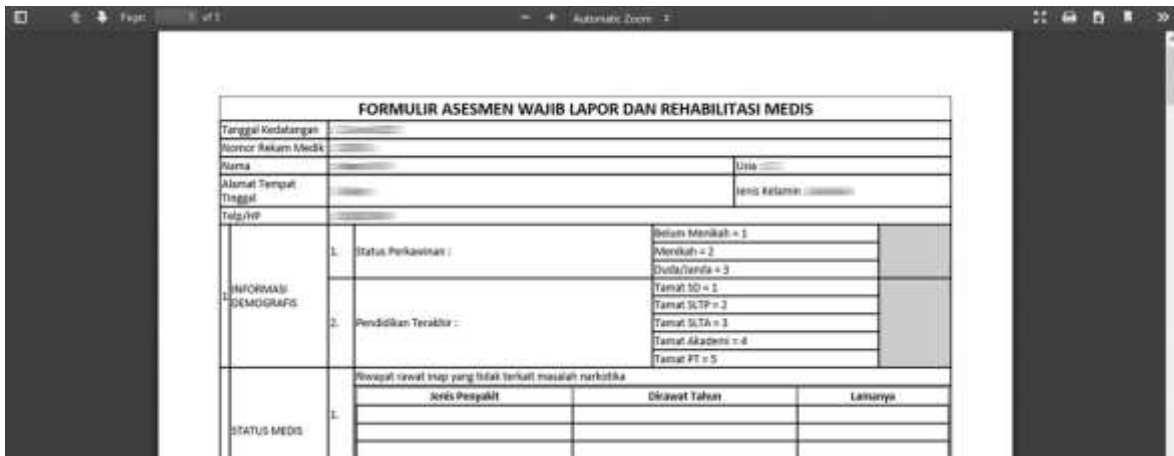 Page: of 1
Automatic Zoom
FORMULIR ASESMEN WAJIB LAPOR DAN REHABILITASI MEDIS
Tanggal Kedatangan :
Nomor Rekam Medik :
Nama :
Usia :
Alamat Tempat
Tinggal :
Jenis Kelamin :
Telp/HP :
1 INFORMASI
DEMOGRAFIS
1. Status Perkawinan :
Belum Menikah = 1
Menikah = 2
Duda/Janda = 3
2. Pendidikan Terakhir :
Tamat SD = 1
Tamat SLTP = 2
Tamat SLTA = 3
Tamat Akademi = 4
Tamat PT = 5
STATUS MEDIS
1.
Riwayat rawat inap yang tidak terkait masalah narkotika
Jenis Penyakit Dirawat Tahun Lamanya